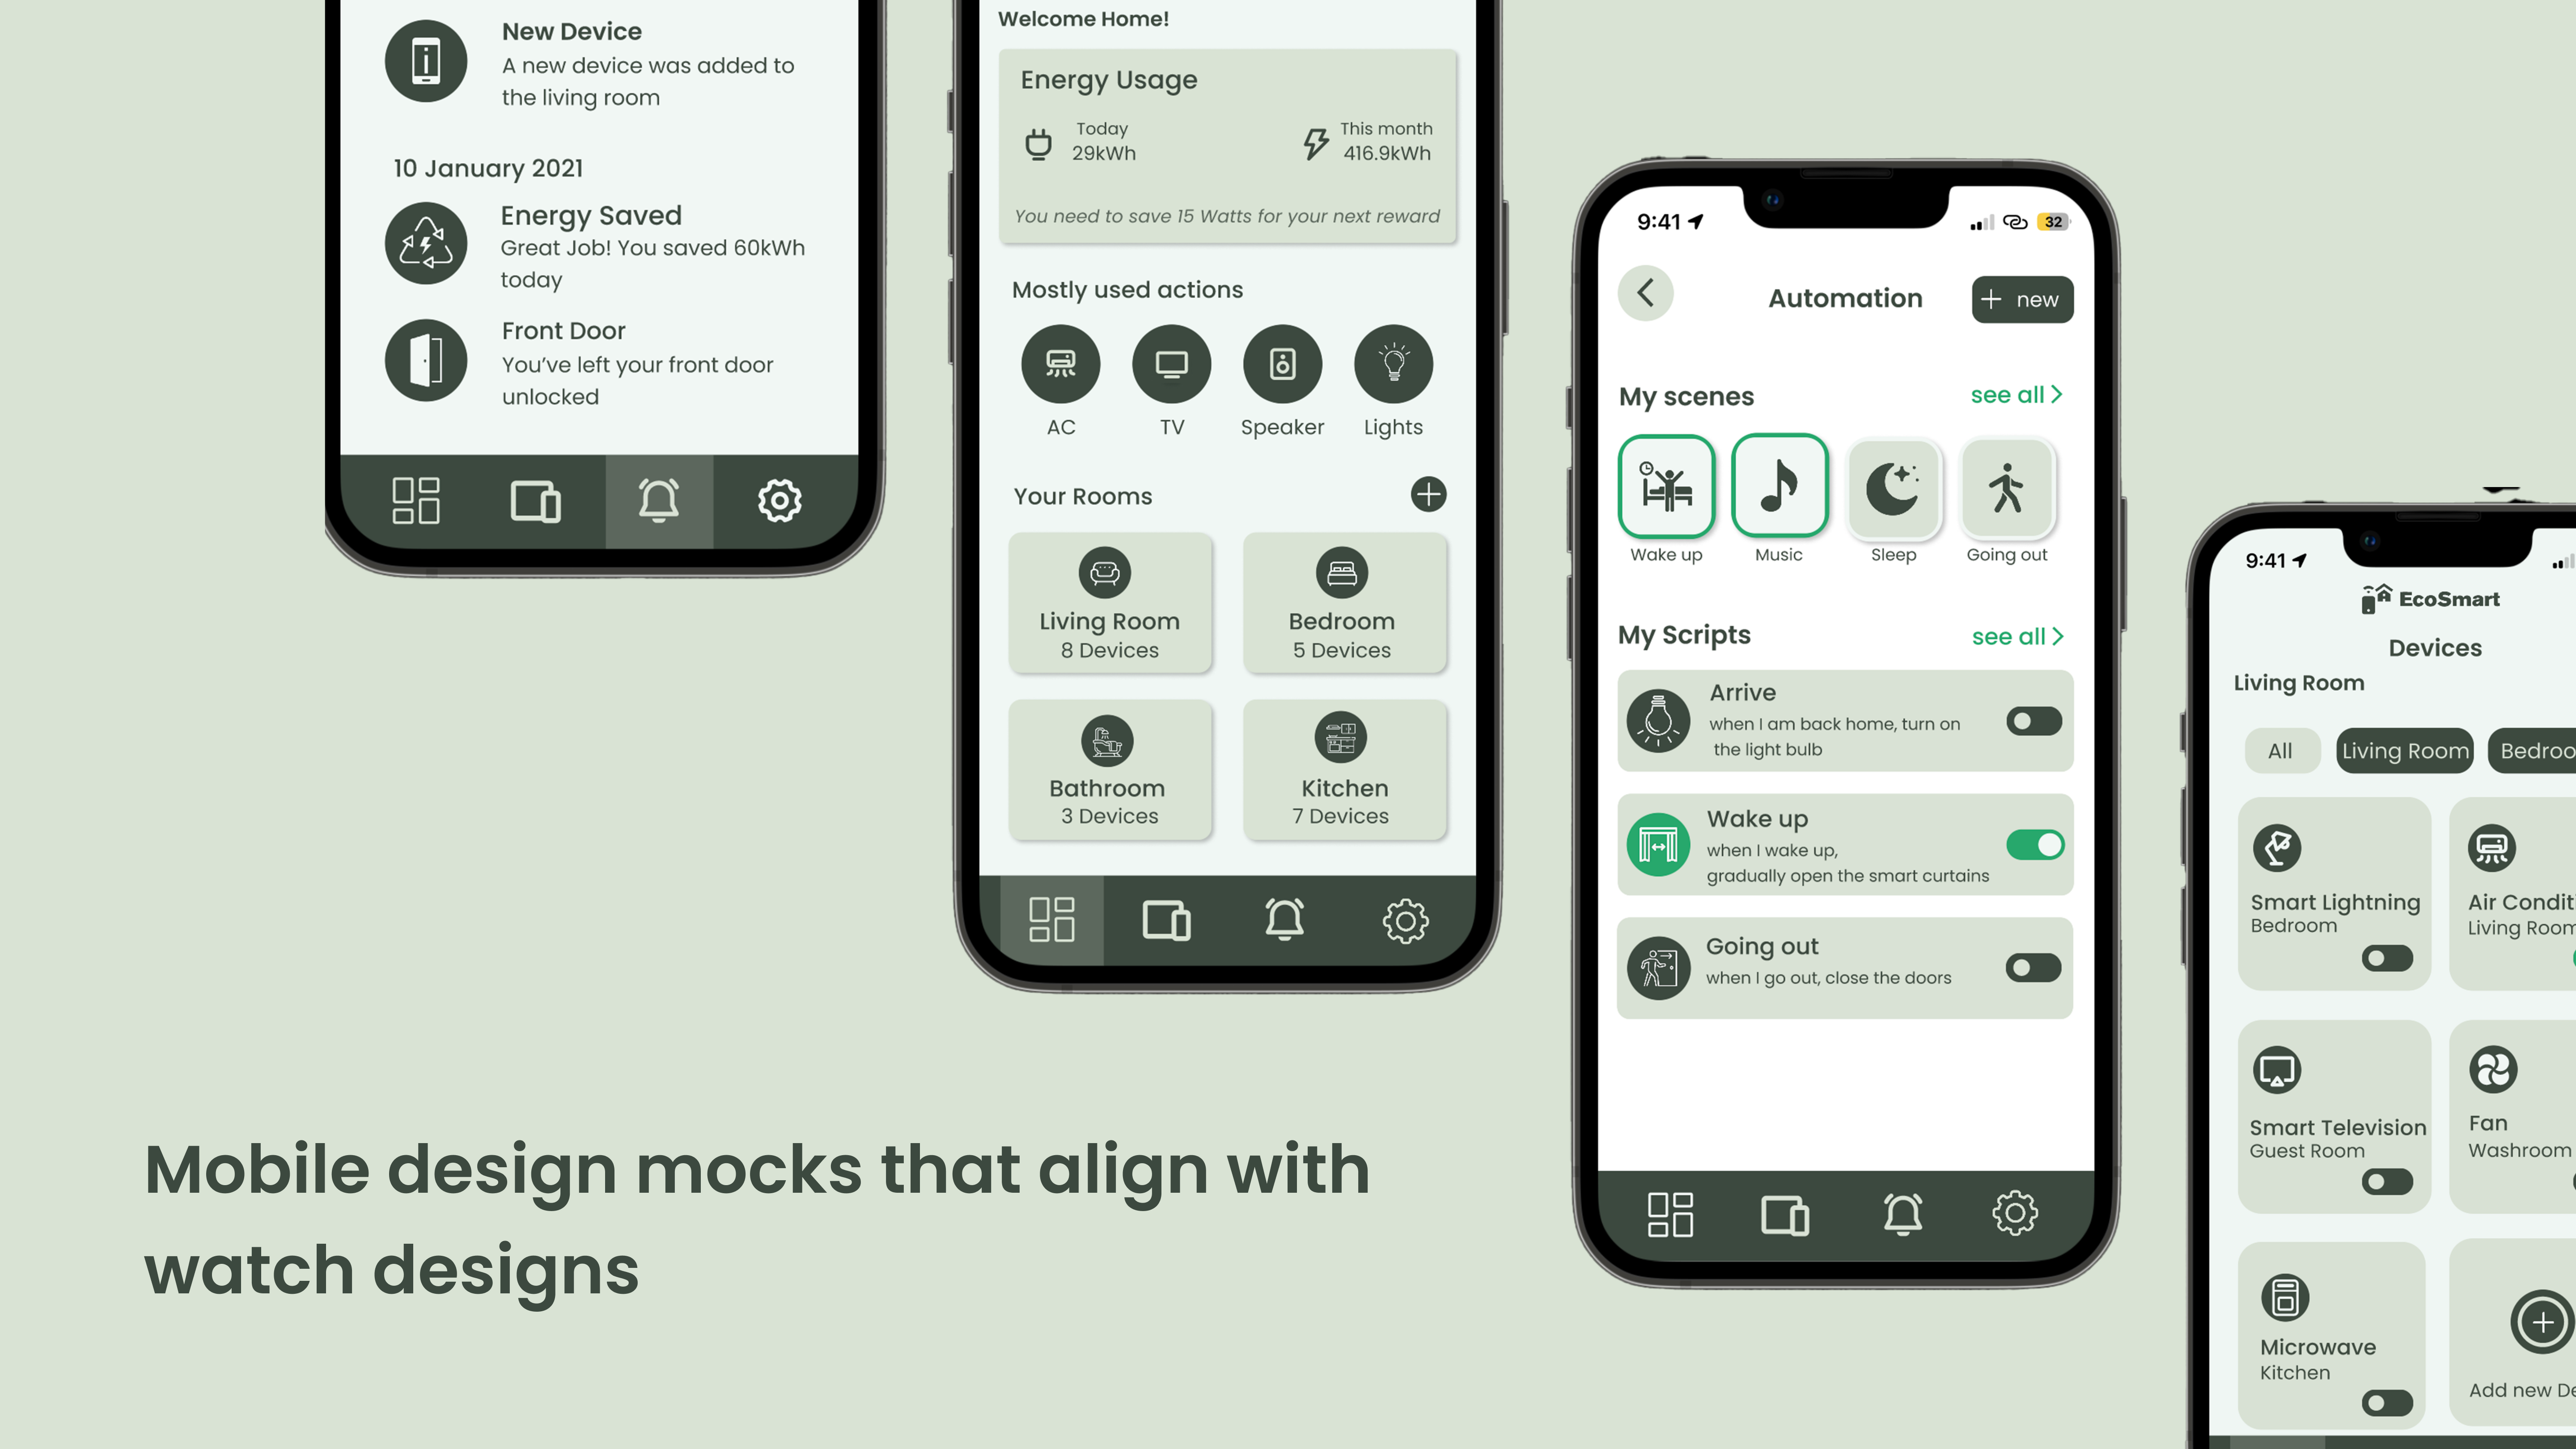 New Device
A new device was added to
the living room
10 January 2021
Energy Saved
Great Job! You saved 60kWh
today
Front Door
You've left your front door
unlocked
Welcome Home!
Energy Usage
Today
29kWh
This month
416.9kWh
You need to save 15 Watts for your next reward
Mostly used actions
AC
TV
Speaker
Lights
Your Rooms
Living Room
8 Devices
Bedroom
5 Devices
Bathroom
3 Devices
Kitchen
7 Devices
9:41
32
Automation
+ new
My scenes
see all >
Wake up
Music
Sleep
Going out
My Scripts
see all >
Arrive
when I am back home, turn on
the light bulb
Wake up
when I wake up,
gradually open the smart curtains
Going out
when I go out, close the doors
9:41
EcoSmart
Devices
Living Room
All
Living Room
Bedroo
Smart Lightning
Bedroom
Air Condit
Living Room
Smart Television
Guest Room
Fan
Washroom
Microwave
Kitchen
Add new De
Mobile design mocks that align with
watch designs